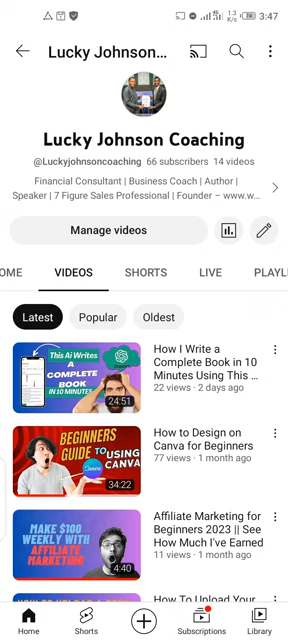 1.3
K/s
28
3:47
Lucky Johnson...
Lucky Johnson Coaching
@Luckyjohnsoncoaching 66 subscribers 14 videos
Financial Consultant | Business Coach | Author |
Speaker | 7 Figure Sales Professional | Founder – www.w...
Manage videos
OME VIDEOS SHORTS LIVE PLAYL
Latest Popular Oldest
This Ai Writes
A
COMPLETE
BOOK
IN 10 MINUTES
ChatGPT
24:51
How I Write a
Complete Book in 10
Minutes Using This ...
22 views · 2 days ago
BEGINNERS
GUIDE TO USING
CANVA
Canva
34:22
How to Design on
Canva for Beginners
77 views · 1 month ago
MAKE $100
WEEKLY WITH
AFFILIATE
MARKETING
4:40
Affiliate Marketing for
Beginners 2023 || See
How Much I've Earned
11 views · 1 month ago
How To Upload Your
Home Shorts Subscriptions Library